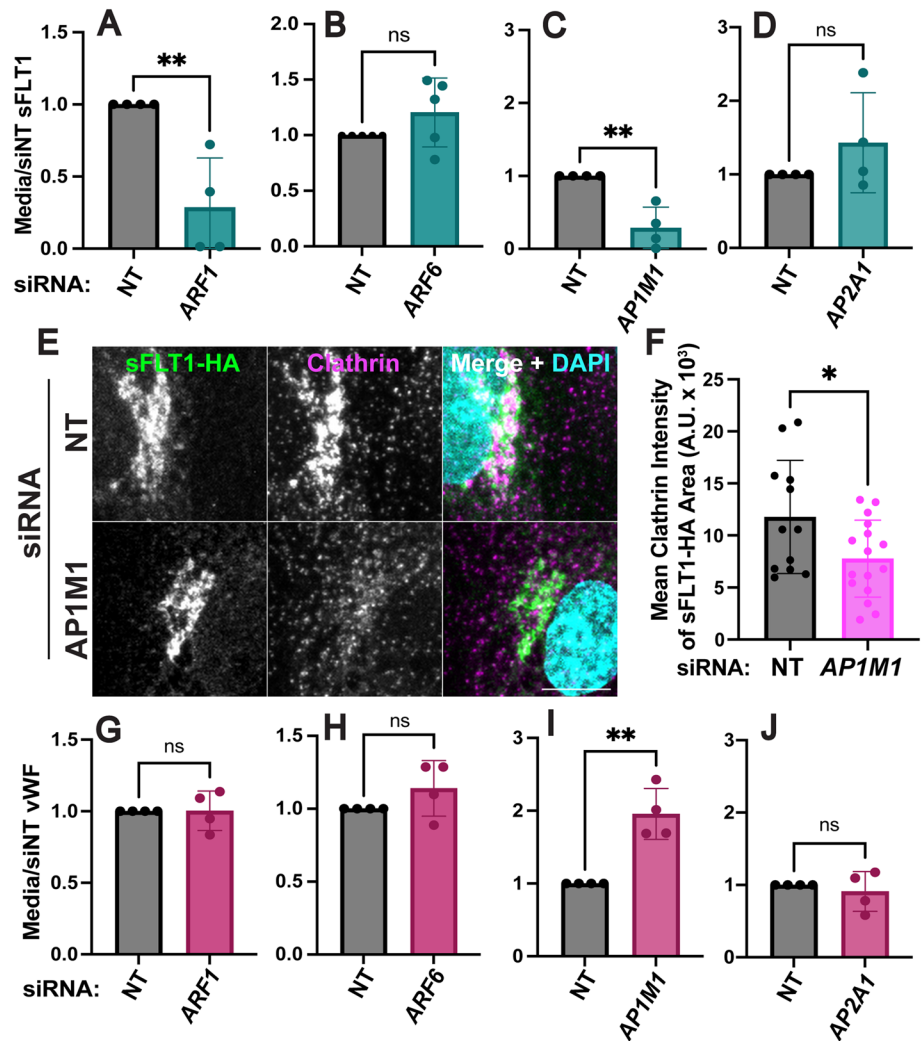 A
B
C
D
Media/siNT sFLT1
**
ns
**
ns
1.5
1.0
0.5
0.0
2.0
1.5
1.0
0.5
0.0
3
2
1
0
3
2
1
0
siRNA:
NT
ARF1
NT
ARF6
NT
AP1M1
NT
AP2A1
E
sFLT1-HA
Clathrin
Merge + DAPI
siRNA
NT
AP1M1
F
Mean Clathrin Intensity
of sFLT1-HA Area (A.U. x 10³)
*
25
20
15
10
5
0
siRNA:
NT
AP1M1
G
H
I
J
Media/siNT vWF
ns
ns
**
ns
1.5
1.0
0.5
0.0
1.5
1.0
0.5
0.0
3
2
1
0
3
2
1
0
siRNA:
NT
ARF1
NT
ARF6
NT
AP1M1
NT
AP2A1